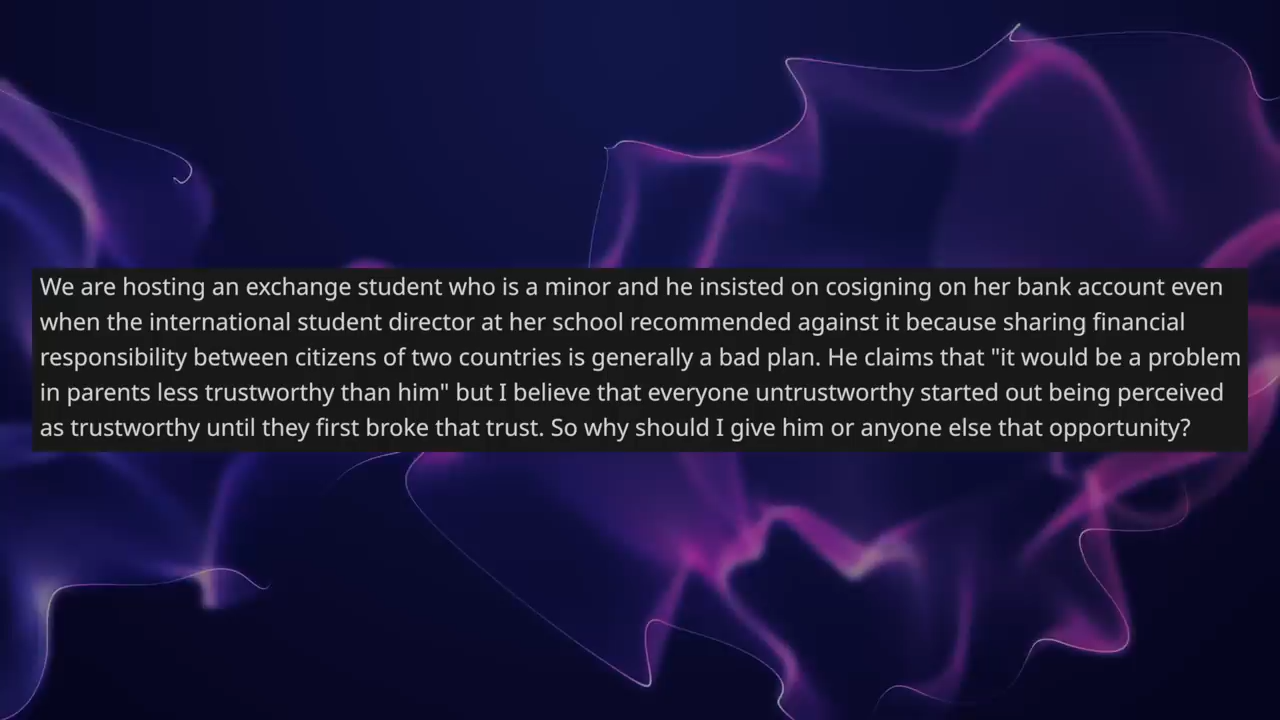 We are hosting an exchange student who is a minor and he insisted on cosigning on her bank account even
when the international student director at her school recommended against it because sharing financial
responsibility between citizens of two countries is generally a bad plan. He claims that "it would be a problem
in parents less trustworthy than him" but I believe that everyone untrustworthy started out being perceived
as trustworthy until they first broke that trust. So why should I give him or anyone else that opportunity?